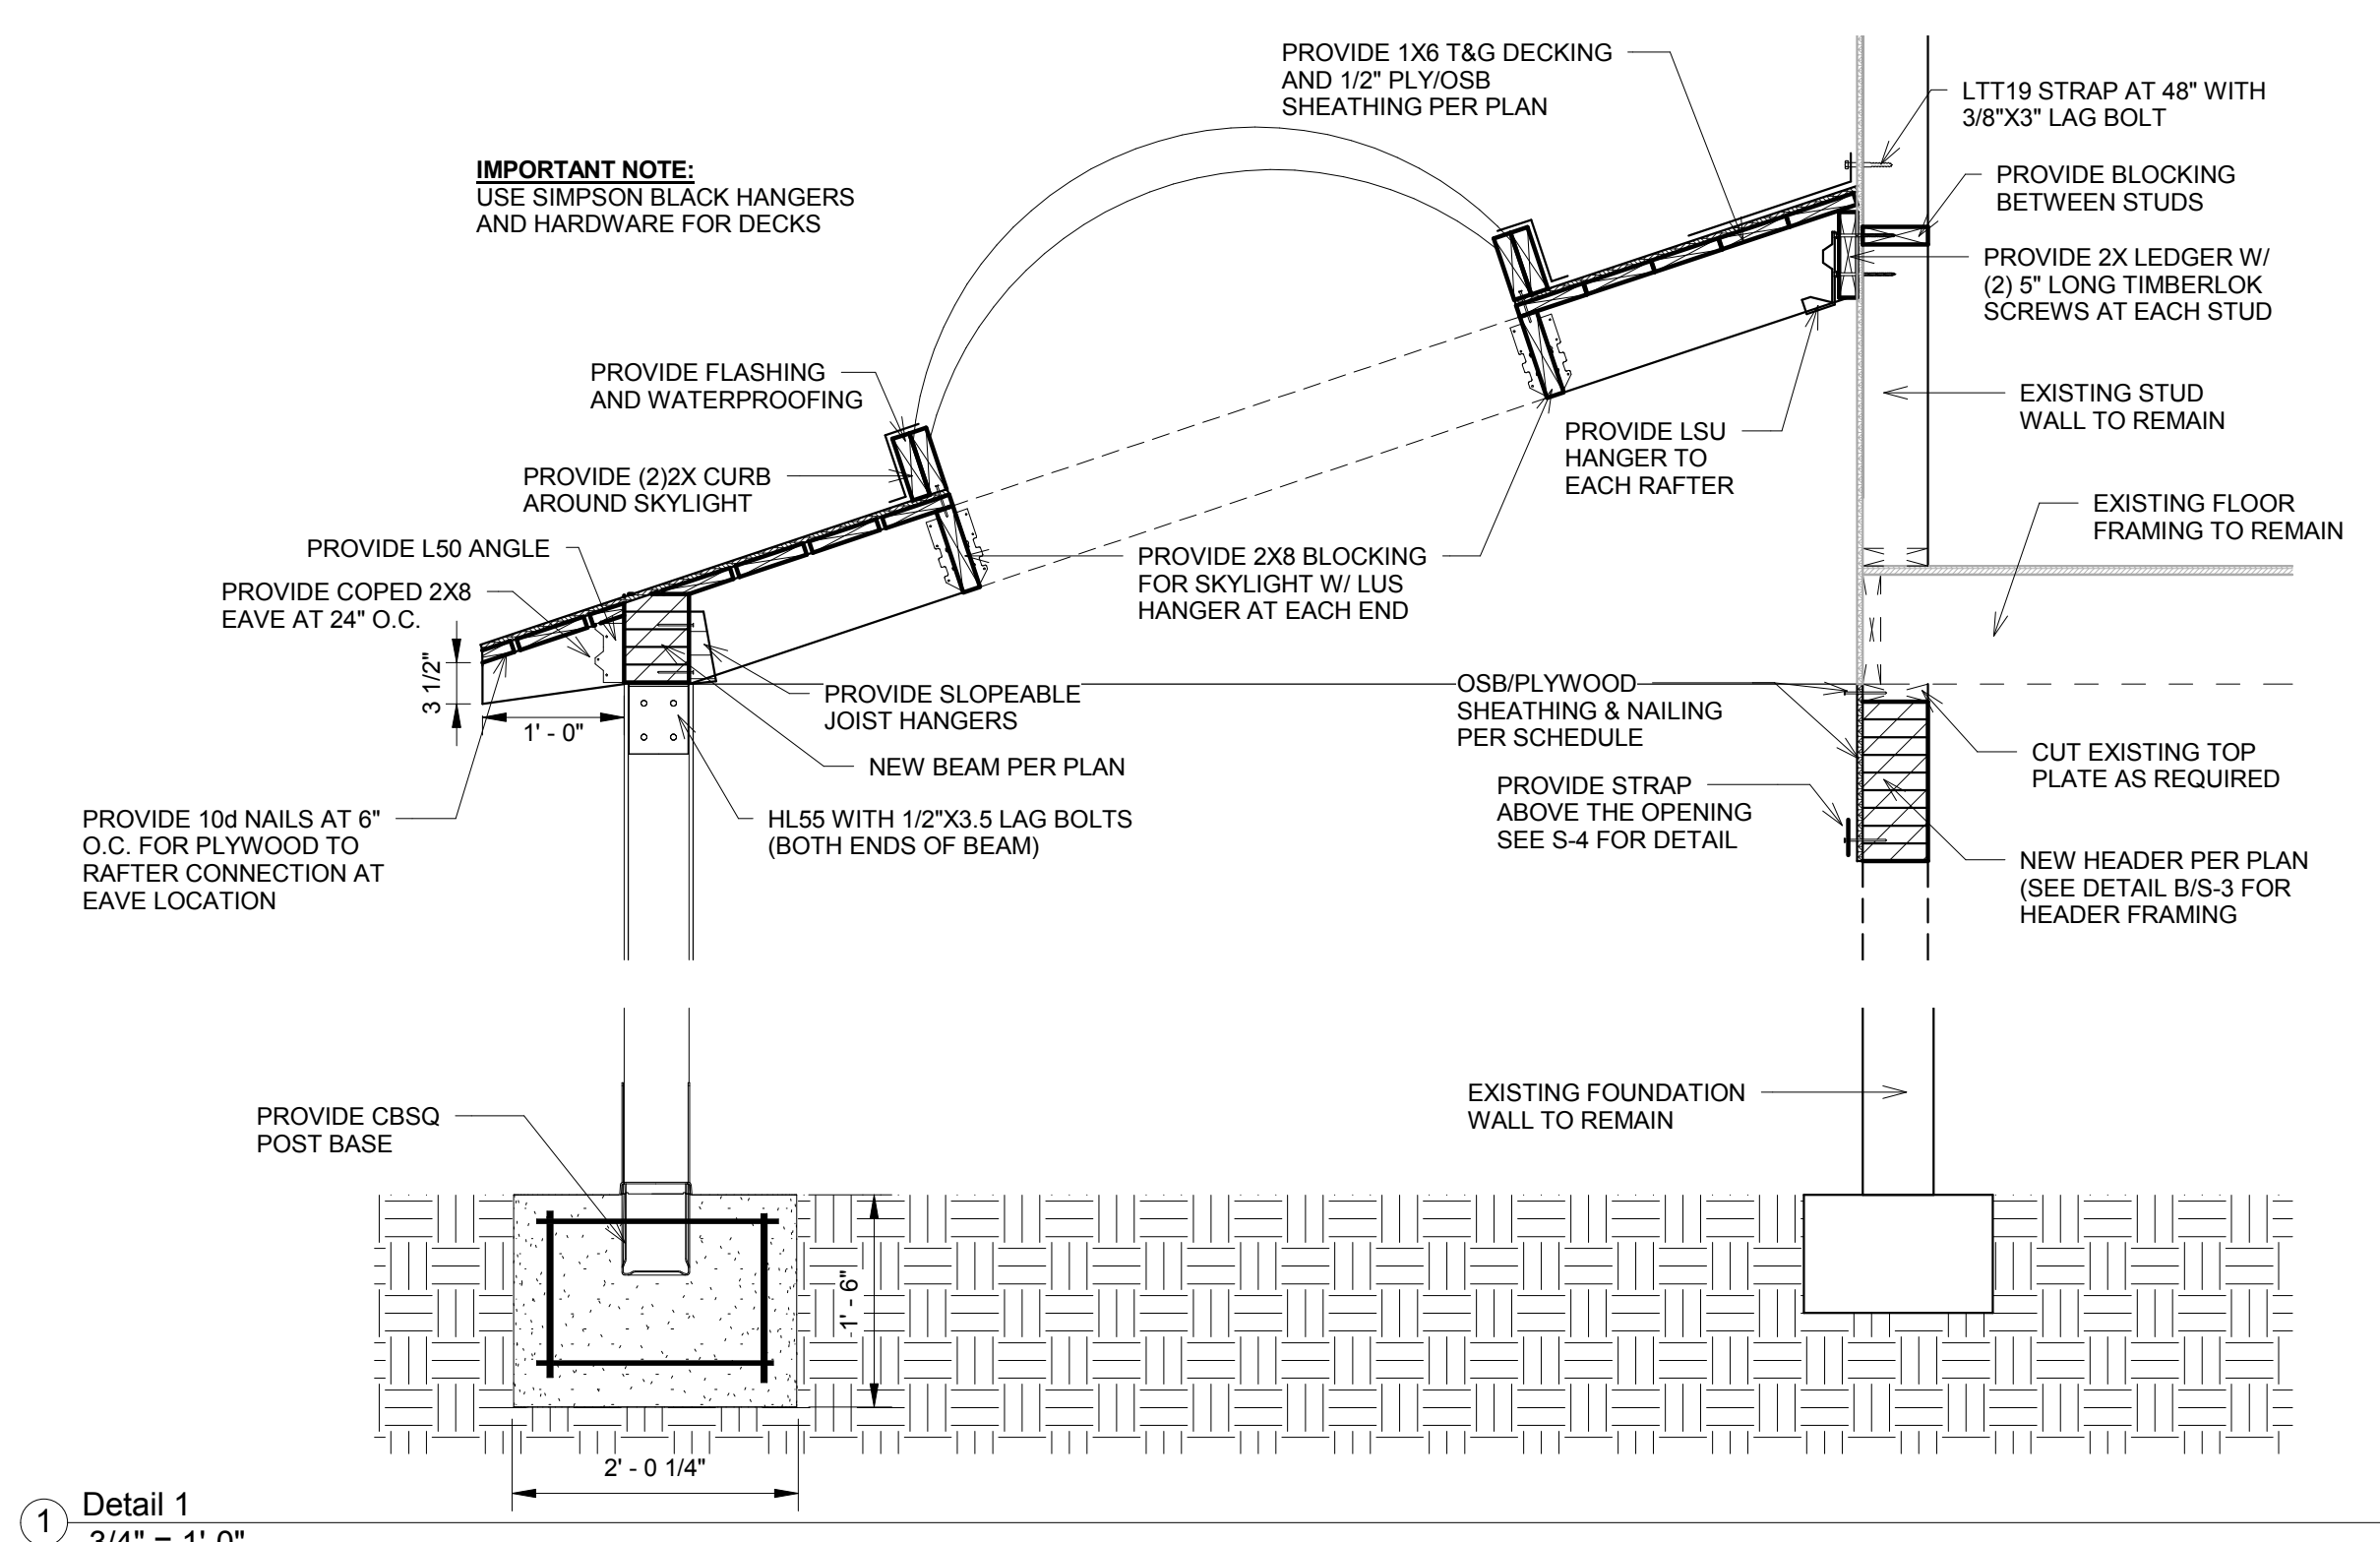 PROVIDE 1X6 T&G DECKING
AND 1/2" PLY/OSB
SHEATHING PER PLAN
LTT19 STRAP AT 48" WITH
3/8"X3" LAG BOLT
IMPORTANT NOTE:
USE SIMPSON BLACK HANGERS
AND HARDWARE FOR DECKS
PROVIDE BLOCKING
BETWEEN STUDS
PROVIDE 2X LEDGER W/
(2) 5" LONG TIMBERLOK
SCREWS AT EACH STUD
PROVIDE FLASHING
AND WATERPROOFING
EXISTING STUD
WALL TO REMAIN
PROVIDE (2)2X CURB
AROUND SKYLIGHT
PROVIDE LSU
HANGER TO
EACH RAFTER
EXISTING FLOOR
FRAMING TO REMAIN
PROVIDE L50 ANGLE
PROVIDE COPED 2X8
EAVE AT 24" O.C.
PROVIDE 2X8 BLOCKING
FOR SKYLIGHT W/ LUS
HANGER AT EACH END
3 1/2"
1' - 0"
PROVIDE SLOPEABLE
JOIST HANGERS
OSB/PLYWOOD
SHEATHING & NAILING
PER SCHEDULE
NEW BEAM PER PLAN
CUT EXISTING TOP
PLATE AS REQUIRED
PROVIDE 10d NAILS AT 6"
O.C. FOR PLYWOOD TO
RAFTER CONNECTION AT
EAVE LOCATION
HL55 WITH 1/2"X3.5 LAG BOLTS
(BOTH ENDS OF BEAM)
PROVIDE STRAP
ABOVE THE OPENING
SEE S-4 FOR DETAIL
NEW HEADER PER PLAN
(SEE DETAIL B/S-3 FOR
HEADER FRAMING
PROVIDE CBSQ
POST BASE
EXISTING FOUNDATION
WALL TO REMAIN
1' - 6"
2' - 0 1/4"
1
Detail 1
3/4" = 1'-0"